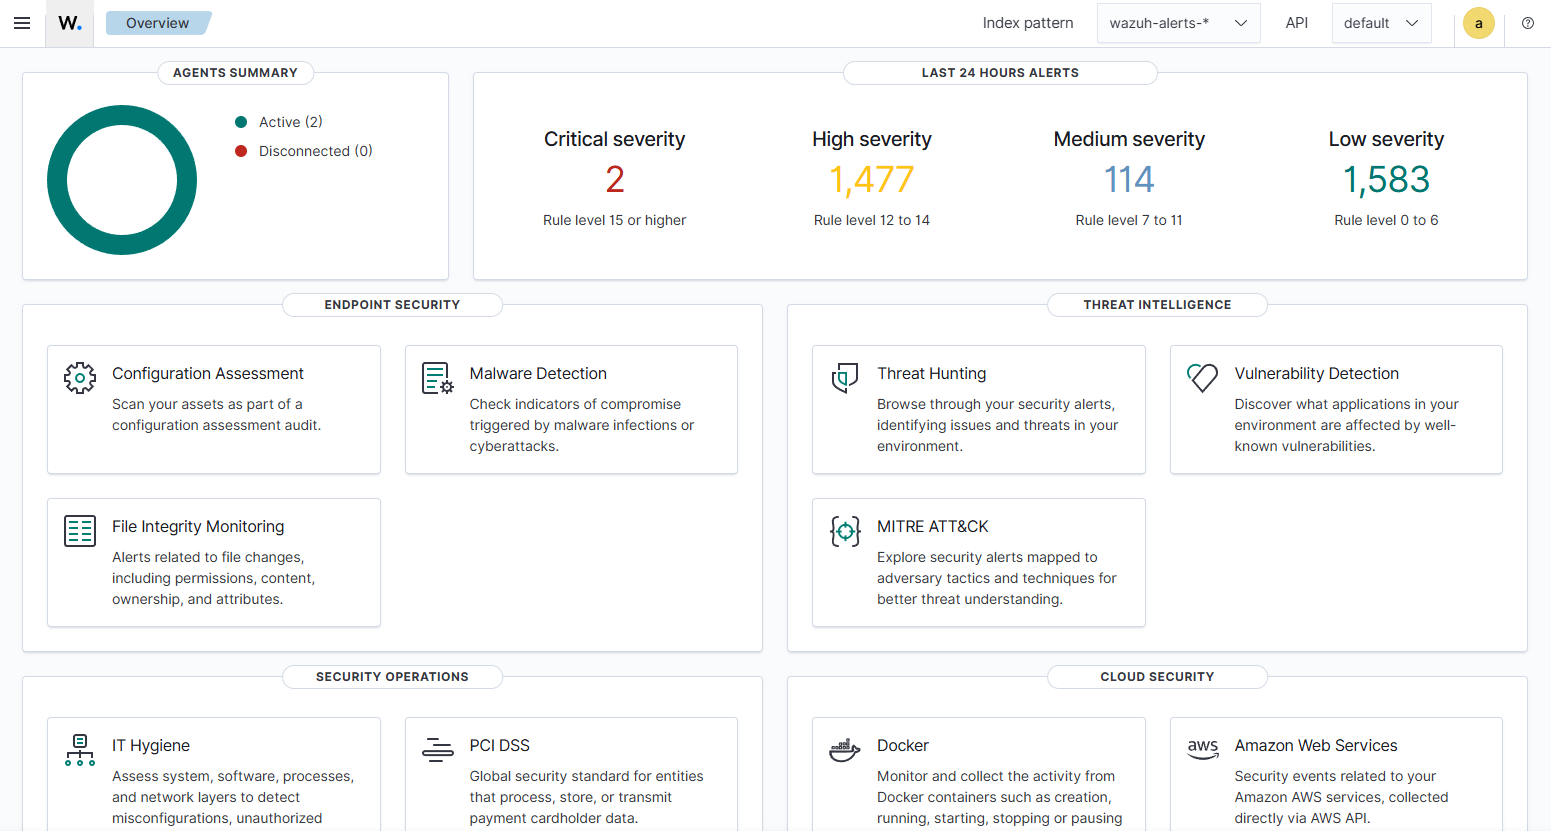 W.
Overview
Index pattern
wazuh-alerts-*
API
default
a
AGENTS SUMMARY
Active (2)
Disconnected (0)
LAST 24 HOURS ALERTS
Critical severity
2
Rule level 15 or higher
High severity
1,477
Rule level 12 to 14
Medium severity
114
Rule level 7 to 11
Low severity
1,583
Rule level 0 to 6
ENDPOINT SECURITY
Configuration Assessment
Scan your assets as part of a
configuration assessment audit.
Malware Detection
Check indicators of compromise
triggered by malware infections or
cyberattacks.
File Integrity Monitoring
Alerts related to file changes,
including permissions, content,
ownership, and attributes.
THREAT INTELLIGENCE
Threat Hunting
Browse through your security alerts,
identifying issues and threats in your
environment.
Vulnerability Detection
Discover what applications in your
environment are affected by well-
known vulnerabilities.
MITRE ATT&CK
Explore security alerts mapped to
adversary tactics and techniques for
better threat understanding.
SECURITY OPERATIONS
IT Hygiene
Assess system, software, processes,
and network layers to detect
misconfigurations, unauthorized
PCI DSS
Global security standard for entities
that process, store, or transmit
payment cardholder data.
CLOUD SECURITY
Docker
Monitor and collect the activity from
Docker containers such as creation,
running, starting, stopping or pausing
aws
Amazon Web Services
Security events related to your
Amazon AWS services, collected
directly via AWS API.